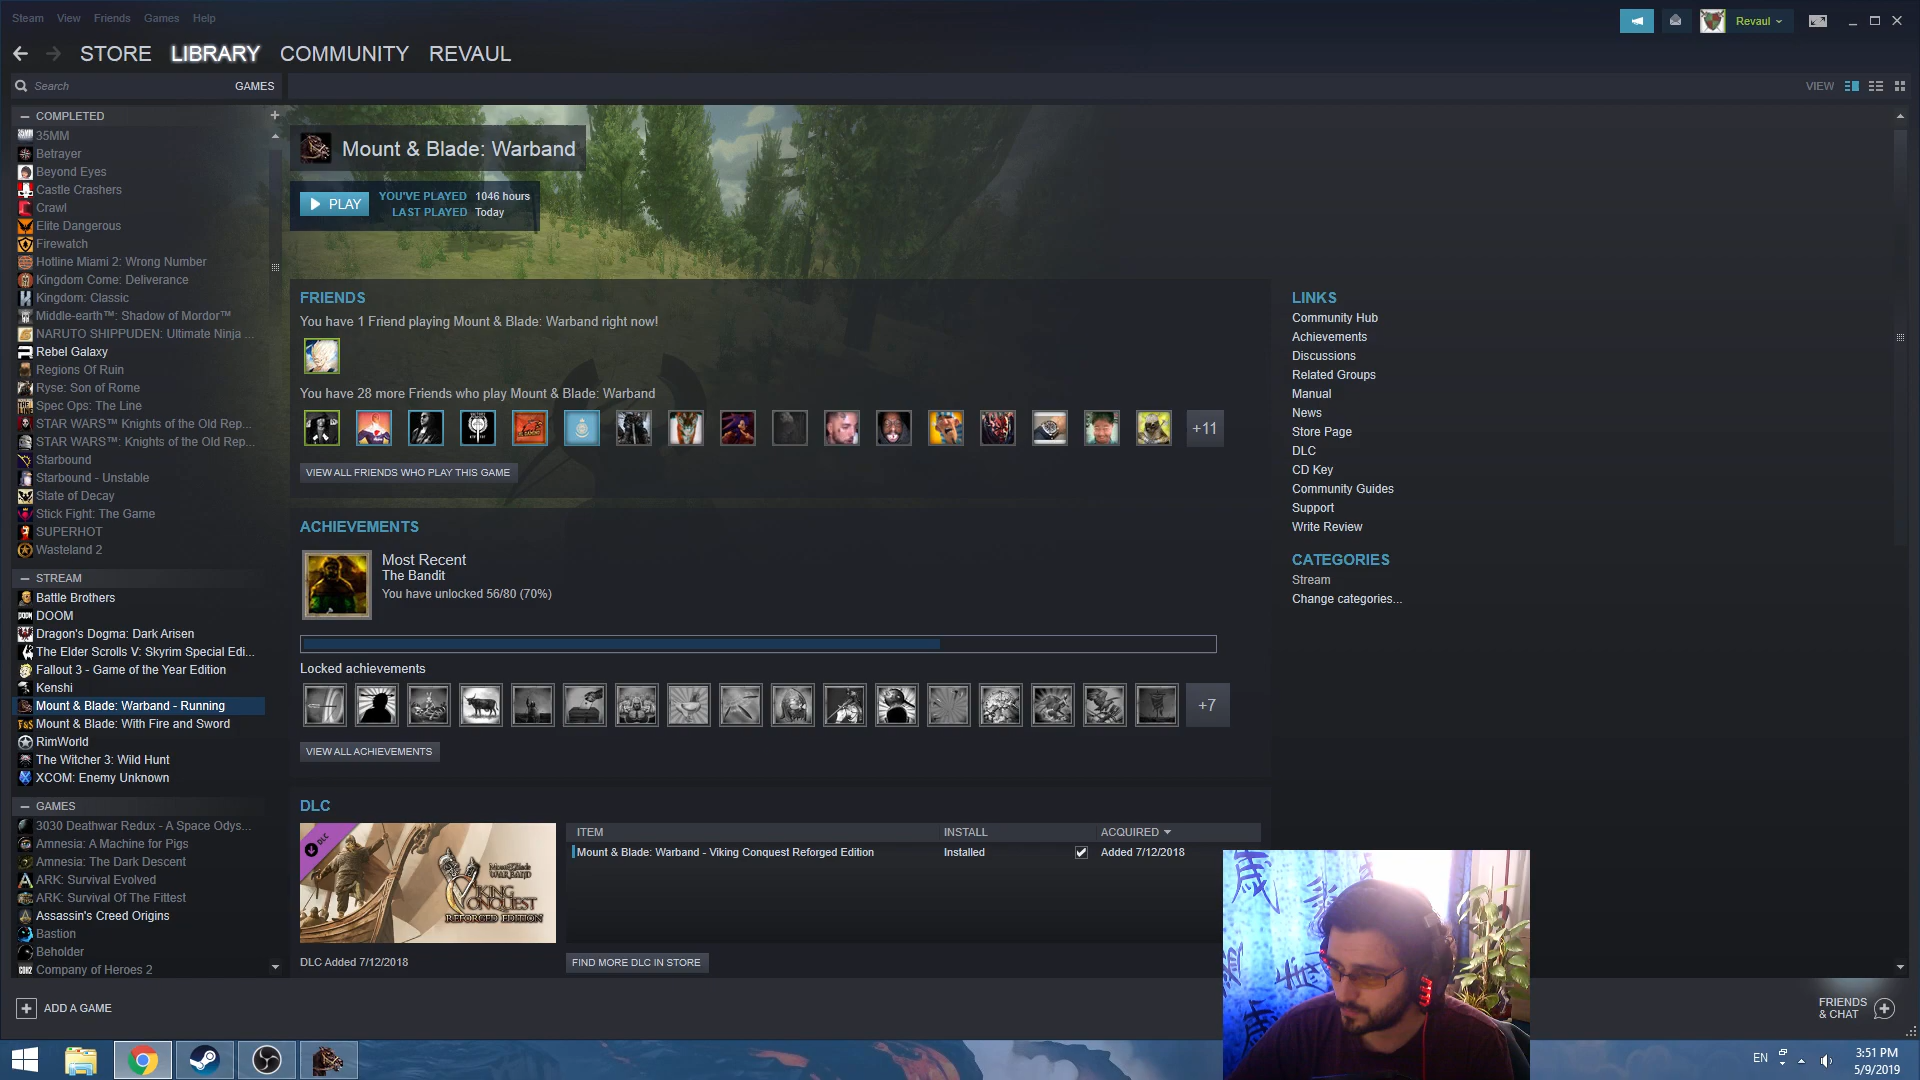 Steam View Friends Games Help
Revaul
STORE LIBRARY COMMUNITY REVAUL
Search GAMES
VIEW
COMPLETED
35MM
Betrayer
Beyond Eyes
Castle Crashers
Crawl
Elite Dangerous
Firewatch
Hotline Miami 2: Wrong Number
Kingdom Come: Deliverance
Kingdom: Classic
Middle-earth™: Shadow of Mordor™
NARUTO SHIPPUDEN: Ultimate Ninja ...
Rebel Galaxy
Regions Of Ruin
Ryse: Son of Rome
Spec Ops: The Line
STAR WARS™ Knights of the Old Rep...
STAR WARS™: Knights of the Old Rep...
Starbound
Starbound - Unstable
State of Decay
Stick Fight: The Game
SUPERHOT
Wasteland 2
STREAM
Battle Brothers
DOOM
Dragon's Dogma: Dark Arisen
The Elder Scrolls V: Skyrim Special Edi...
Fallout 3 - Game of the Year Edition
Kenshi
Mount & Blade: Warband - Running
Mount & Blade: With Fire and Sword
RimWorld
The Witcher 3: Wild Hunt
XCOM: Enemy Unknown
GAMES
3030 Deathwar Redux - A Space Odys...
Amnesia: A Machine for Pigs
Amnesia: The Dark Descent
ARK: Survival Evolved
ARK: Survival Of The Fittest
Assassin's Creed Origins
Bastion
Beholder
Company of Heroes 2
ADD A GAME
Mount & Blade: Warband
PLAY
YOU'VE PLAYED 1046 hours
LAST PLAYED Today
FRIENDS
You have 1 Friend playing Mount & Blade: Warband right now!
You have 28 more Friends who play Mount & Blade: Warband
+11
VIEW ALL FRIENDS WHO PLAY THIS GAME
ACHIEVEMENTS
Most Recent
The Bandit
You have unlocked 56/80 (70%)
Locked achievements
+7
VIEW ALL ACHIEVEMENTS
DLC
DLC
MOUNT&BLADE
WARBAND
VIKING
CONQUEST
REFORGED EDITION
DLC Added 7/12/2018
ITEM INSTALL ACQUIRED
Mount & Blade: Warband - Viking Conquest Reforged Edition Installed Added 7/12/2018
FIND MORE DLC IN STORE
LINKS
Community Hub
Achievements
Discussions
Related Groups
Manual
News
Store Page
DLC
CD Key
Community Guides
Support
Write Review
CATEGORIES
Stream
Change categories...
FRIENDS
& CHAT
EN
3:51 PM
5/9/2019